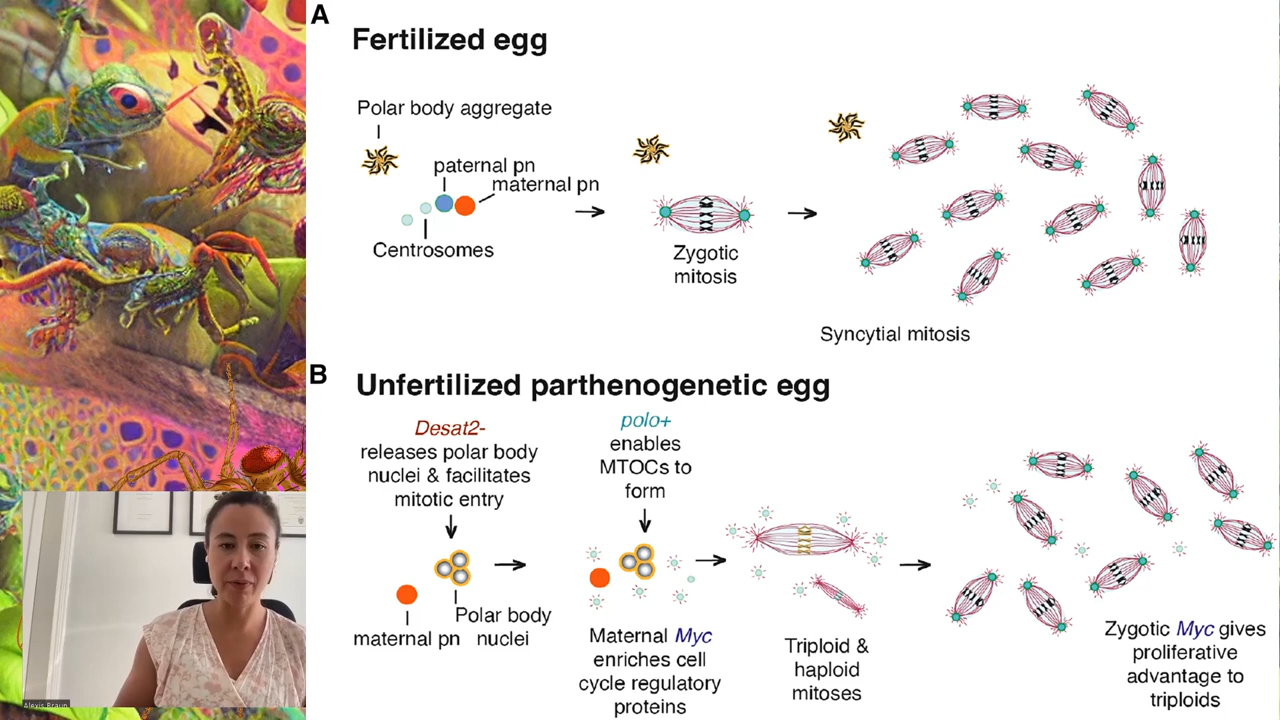 A
Fertilized egg
Polar body aggregate
paternal pn
maternal pn
Centrosomes
Zygotic
mitosis
Syncytial mitosis
B
Unfertilized parthenogenetic egg
Desat2-
releases polar body
nuclei & facilitates
mitotic entry
polo+
enables
MTOCs to
form
maternal pn
Polar body
nuclei
Maternal Myc
enriches cell
cycle regulatory
proteins
Triploid &
haploid
mitoses
Zygotic Myc gives
proliferative
advantage to
triploids
Alexis Braun